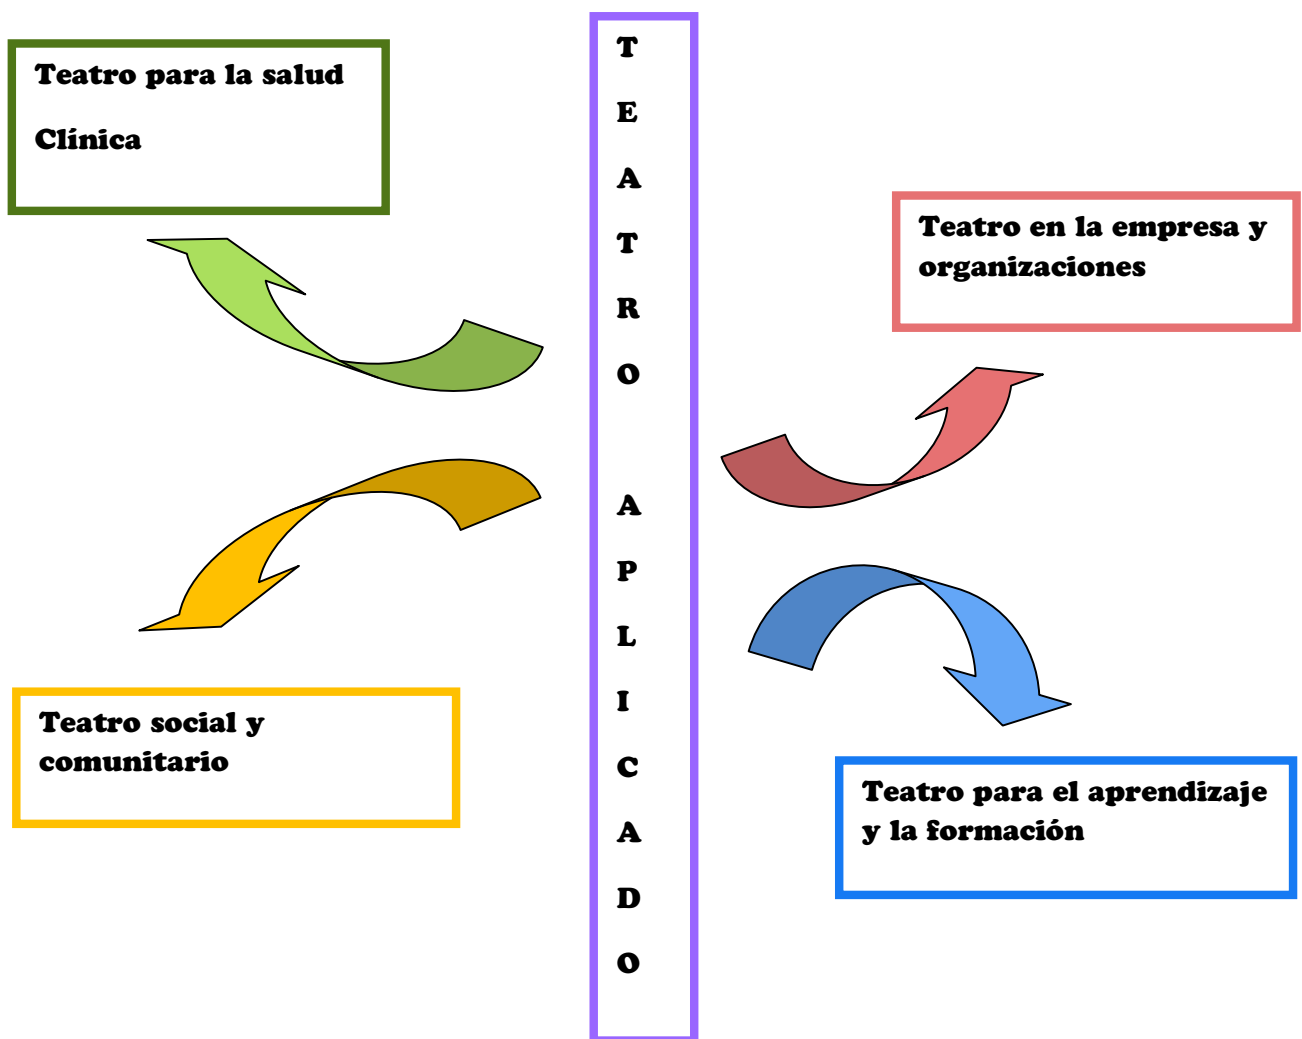 Teatro para la salud
Clínica
T
E
A
T
R
O
A
P
L
I
C
A
D
O
Teatro en la empresa y
organizaciones
Teatro social y
comunitario
Teatro para el aprendizaje
y la formación